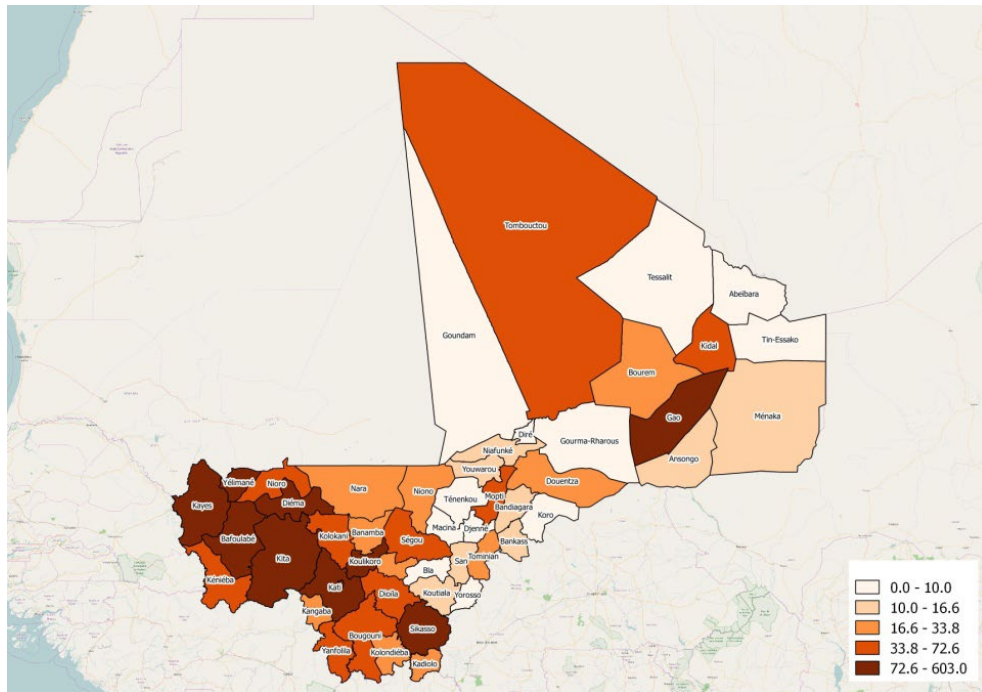 Tombouctou
Tessalit
Abeïbara
Goundam
Kidal
Tin-Essako
Bourem
Gao
Ménaka
Diré
Gourma-Rharous
Niafunké
Ansongo
Youwarou
Yélimané
Nioro
Nara
Niono
Douentza
Kayes
Diéma
Ténenkou
Mopti
Bandiagara
Koro
Bafoulabé
Kolokani
Banamba
Ségou
Macina
Djenné
Bankass
Kita
Koulikoro
San
Tominian
Kéniéba
Kati
Bla
Dioïla
Koutiala
Yorosso
Kangaba
Bougouni
Sikasso
Yanfolila
Kolondiéba
Kadiolo
0.0 - 10.0
10.0 - 16.6
16.6 - 33.8
33.8 - 72.6
72.6 - 603.0